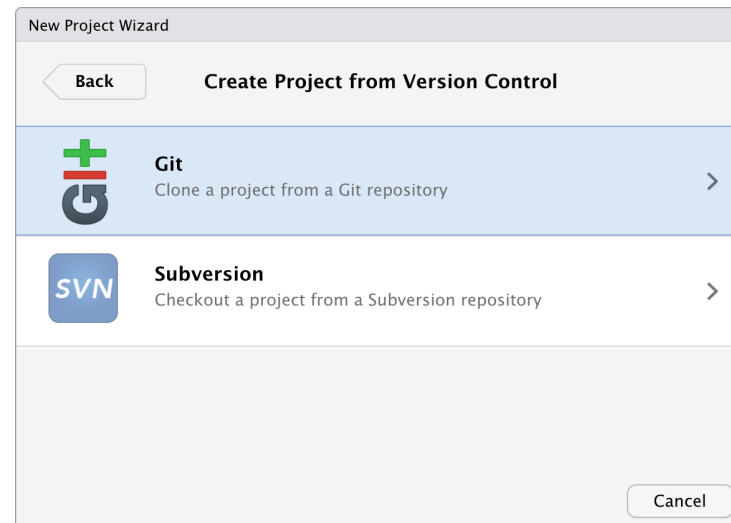 New Project Wizard
Back
Create Project from Version Control
Git
Git
Clone a project from a Git repository
SVN
Subversion
Checkout a project from a Subversion repository
Cancel